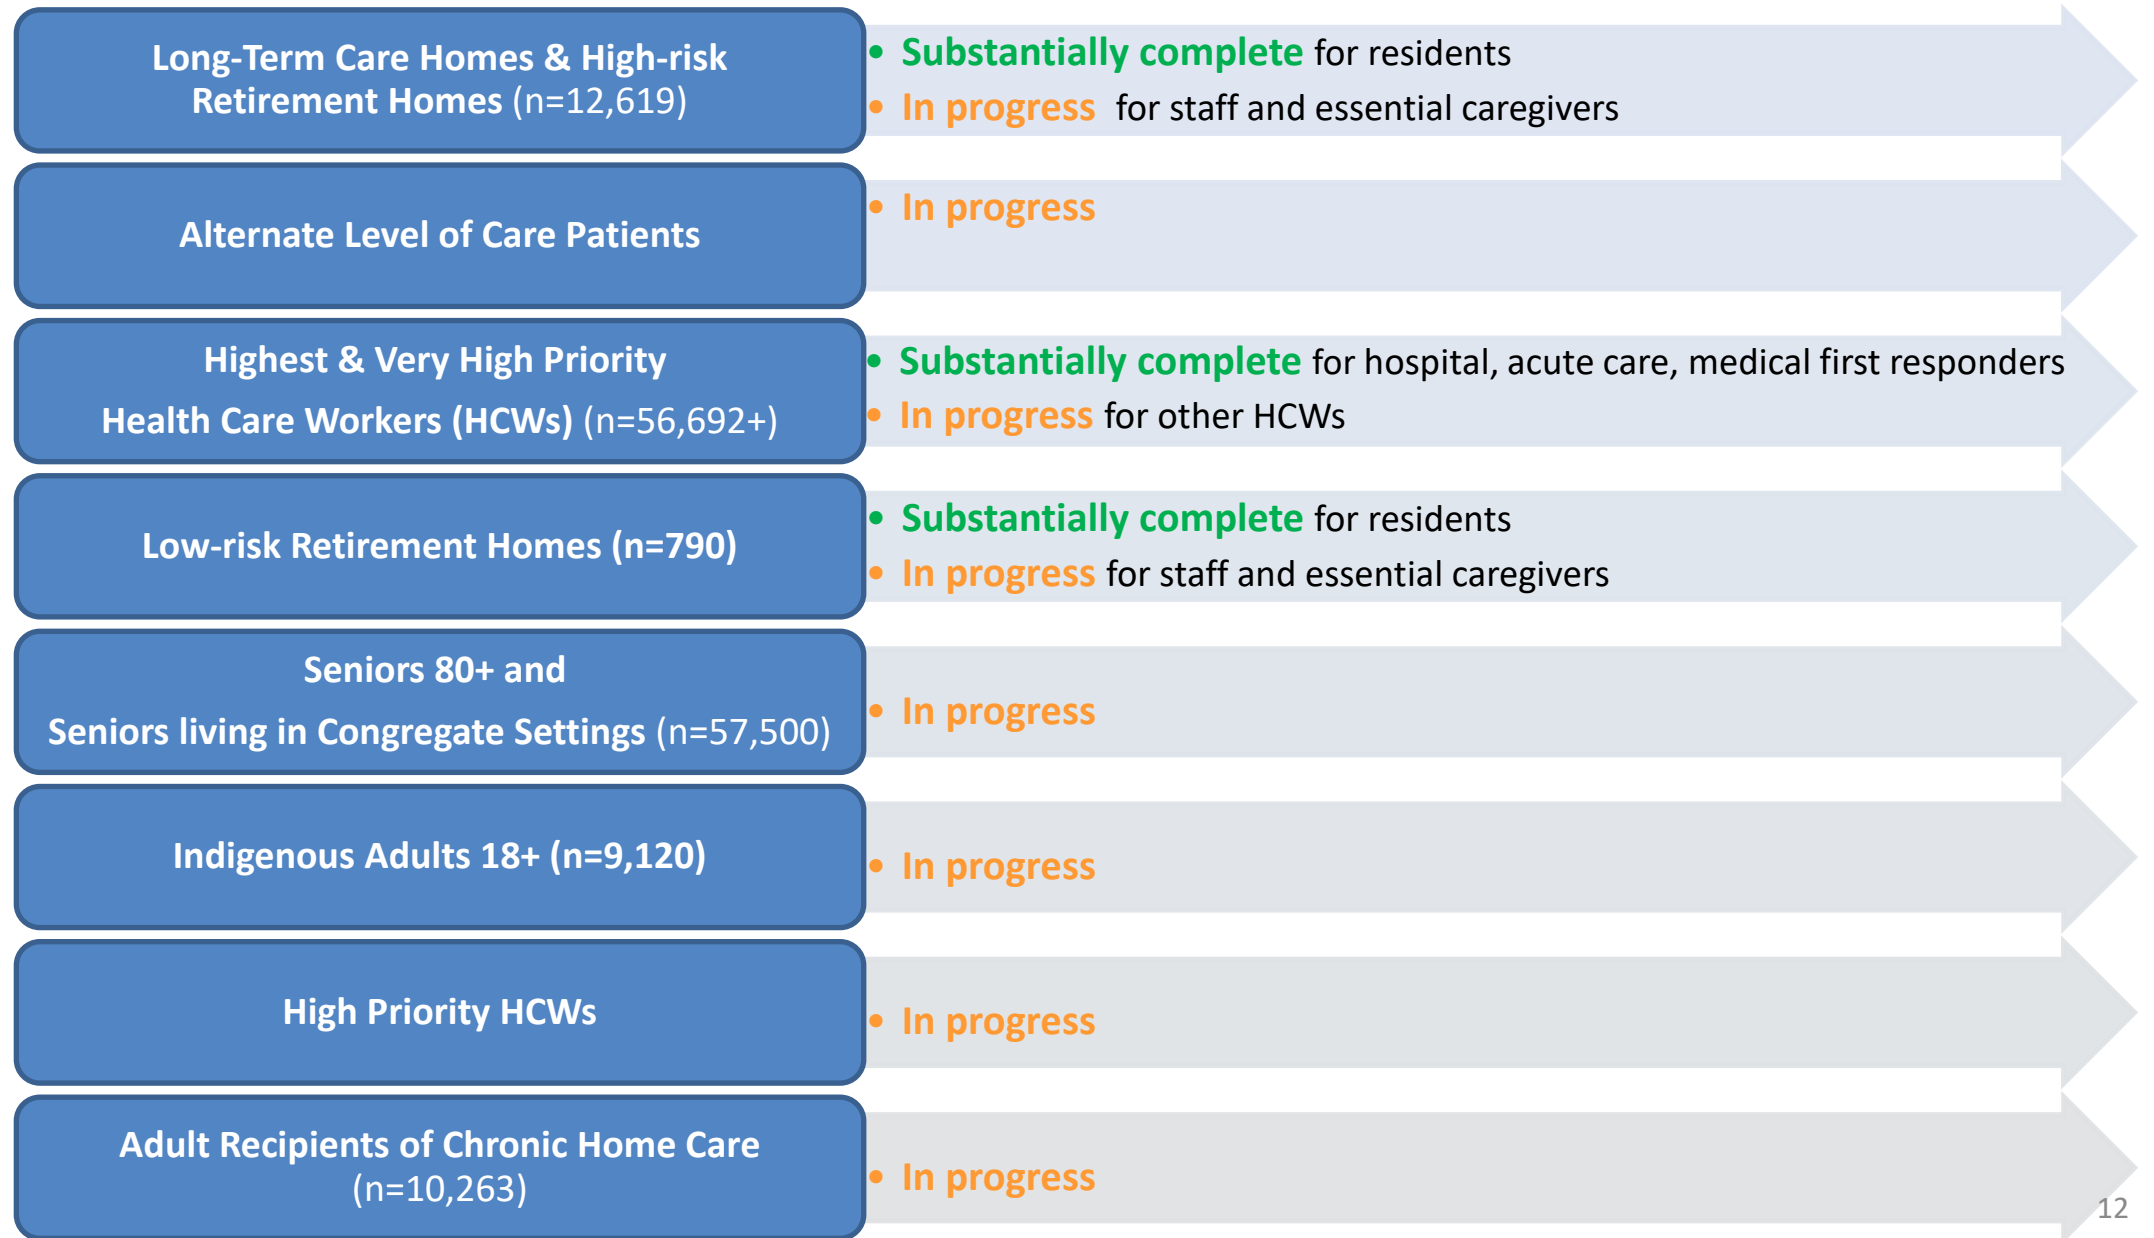 Long-Term Care Homes & High-risk
Retirement Homes (n=12,619)
• Substantially complete for residents
• In progress for staff and essential caregivers
Alternate Level of Care Patients
• In progress
Highest & Very High Priority
Health Care Workers (HCWs) (n=56,692+)
• Substantially complete for hospital, acute care, medical first responders
• In progress for other HCWs
Low-risk Retirement Homes (n=790)
• Substantially complete for residents
• In progress for staff and essential caregivers
Seniors 80+ and
Seniors living in Congregate Settings (n=57,500)
• In progress
Indigenous Adults 18+ (n=9,120)
• In progress
High Priority HCWs
• In progress
Adult Recipients of Chronic Home Care
(n=10,263)
• In progress
12